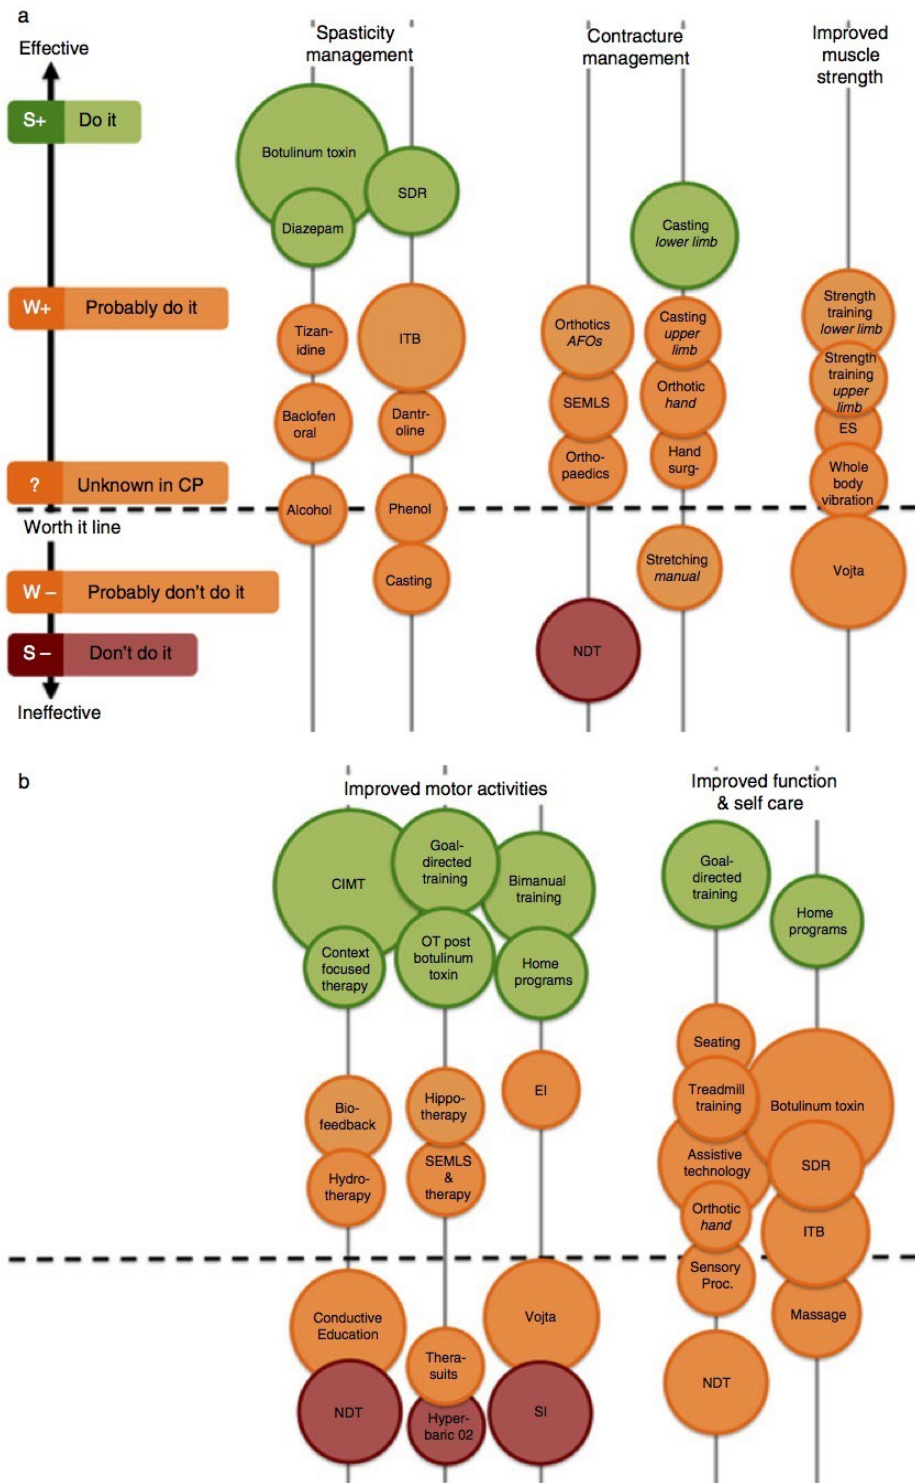 a
Effective
Spasticity
management
Contracture
management
Improved
muscle
strength
S+ Do it
Botulinum toxin
SDR
Diazepam
Casting
lower limb
W+ Probably do it
Tizan-
idine
ITB
Orthotics
AFOs
Casting
upper
limb
Strength
training
lower limb
Baclofen
oral
Dantr-
oline
SEMLS
Orthotic
hand
Strength
training
upper
limb
ES
? Unknown in CP
Ortho-
paedics
Hand
surg-
Whole
body
vibration
Alcohol
Phenol
Worth it line
W – Probably don't do it
Casting
Stretching
manual
Vojta
S – Don't do it
NDT
Ineffective
b
Improved motor activities
Improved function
& self care
CIMT
Goal-
directed
training
Bimanual
training
Goal-
directed
training
Home
programs
Context
focused
therapy
OT post
botulinum
toxin
Home
programs
Seating
Bio-
feedback
Hippo-
therapy
EI
Treadmill
training
Botulinum toxin
Hydro-
therapy
SEMLS
&
therapy
Assistive
technology
SDR
Orthotic
hand
ITB
Sensory
Proc.
Conductive
Education
Vojta
Massage
Thera-
suits
NDT
NDT
Hyper-
baric 02
SI